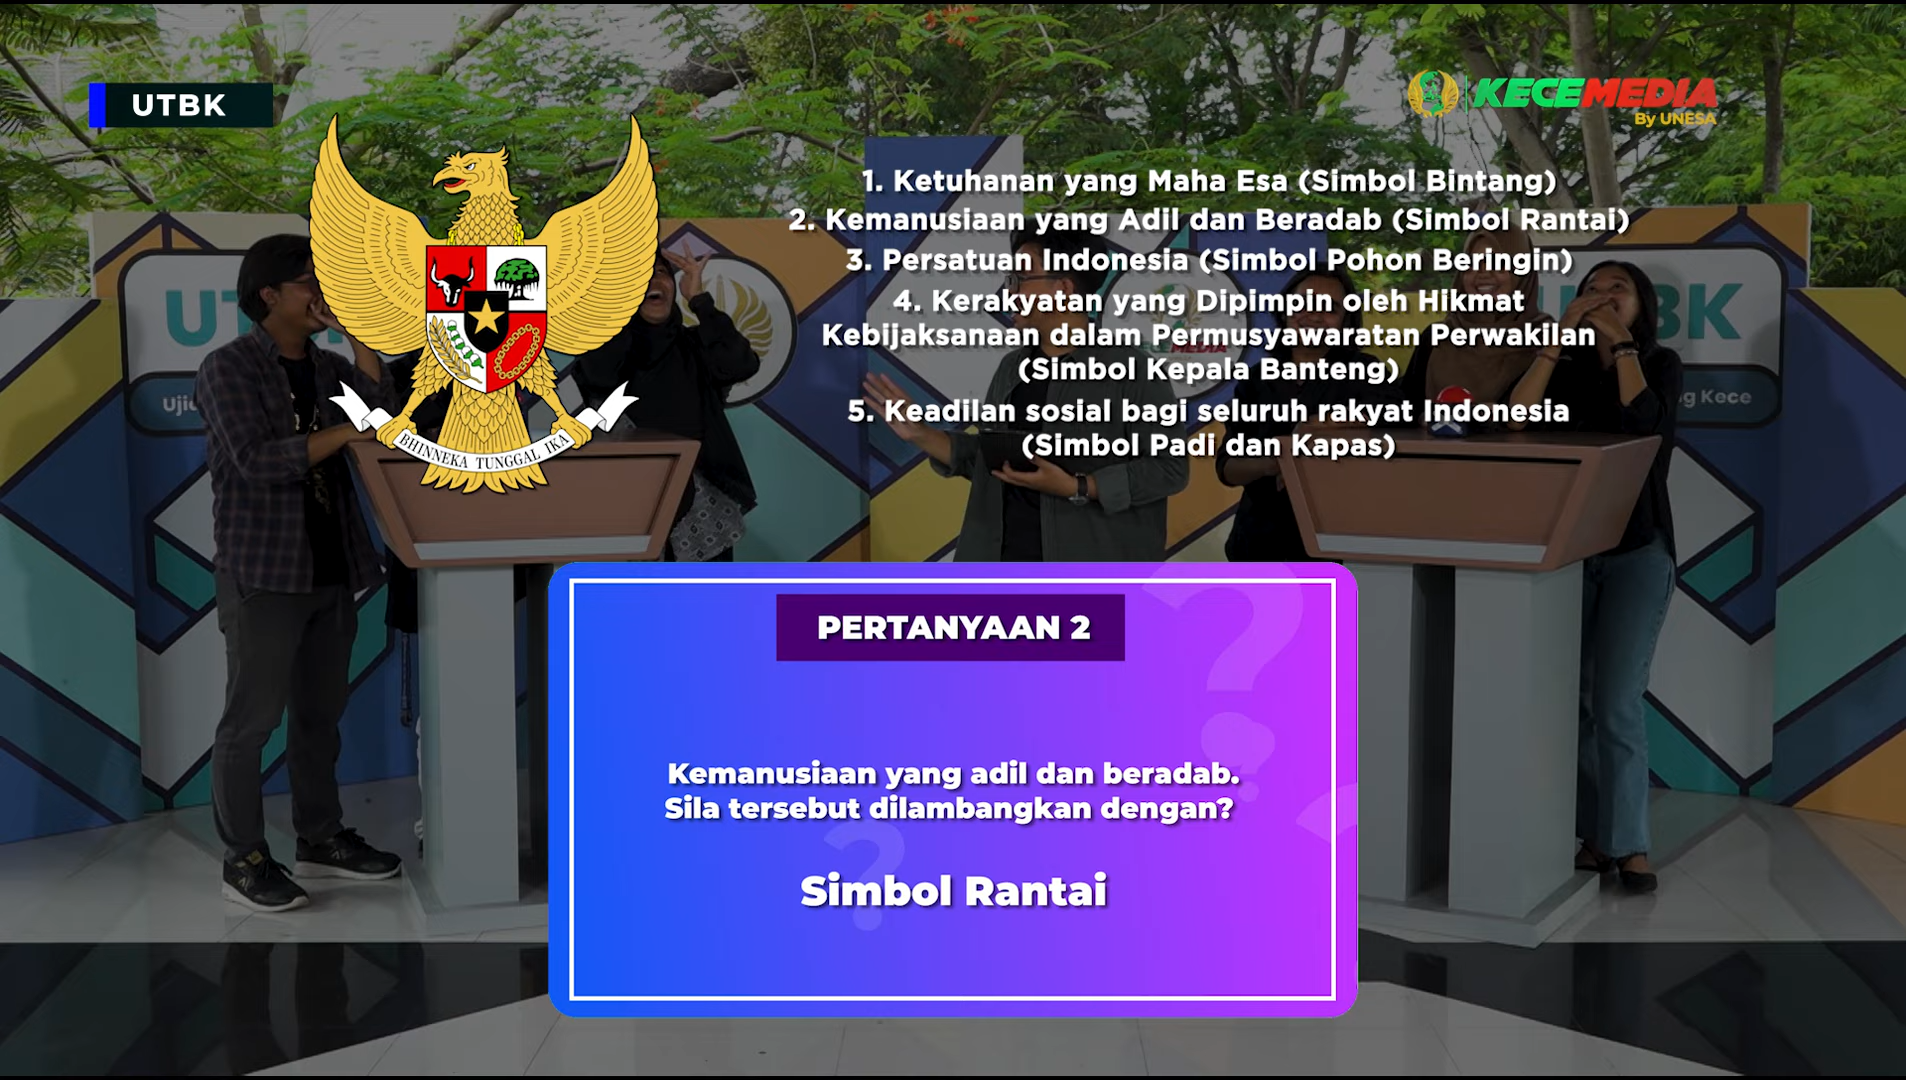 UTBK
KECEMEDIA
By UNESA
1. Ketuhanan yang Maha Esa (Simbol Bintang)
2. Kemanusiaan yang Adil dan Beradab (Simbol Rantai)
3. Persatuan Indonesia (Simbol Pohon Beringin)
4. Kerakyatan yang Dipimpin oleh Hikmat
Kebijaksanaan dalam Permusyawaratan Perwakilan
(Simbol Kepala Banteng)
5. Keadilan sosial bagi seluruh rakyat Indonesia
(Simbol Padi dan Kapas)
BHINNEKA TUNGGAL IKA
PERTANYAAN 2
Kemanusiaan yang adil dan beradab.
Sila tersebut dilambangkan dengan?
Simbol Rantai